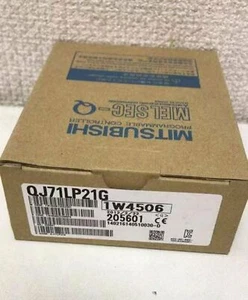 MITSUBISHI
PROGRAMMABLE CONTROLLER
MELSEC Q
QJ71LP21G
1W4506
205601